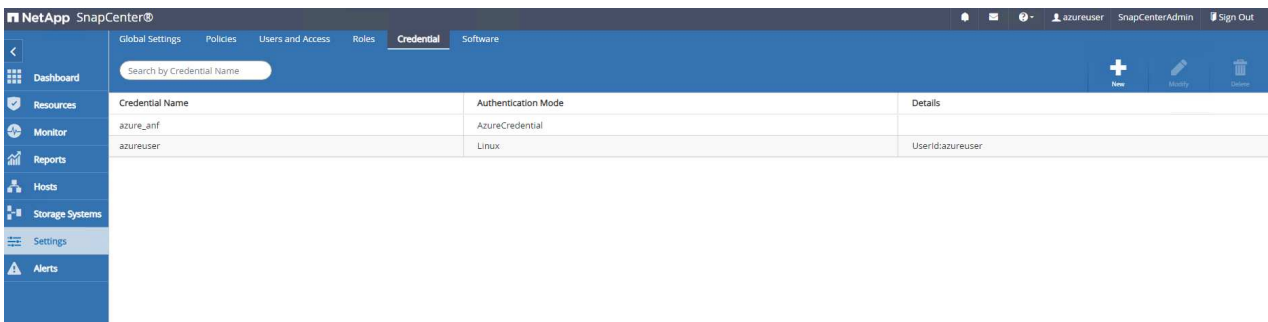 NetApp SnapCenter®
azureuser SnapCenterAdmin Sign Out
Global Settings Policies Users and Access Roles Credential Software
Search by Credential Name
New Modify Delete
Dashboard
Resources
Monitor
Reports
Hosts
Storage Systems
Settings
Alerts
Credential Name Authentication Mode Details
azure_anf AzureCredential
azureuser Linux UserId:azureuser